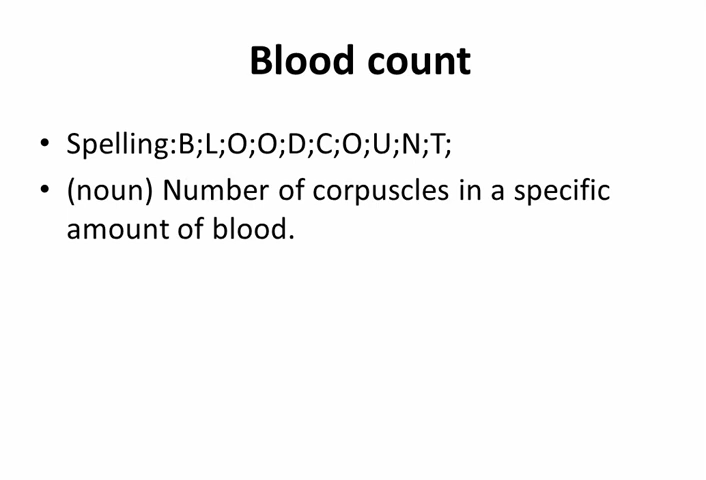 Blood count
• Spelling:B;L;O;O;D;C;O;U;N;T;
• (noun) Number of corpuscles in a specific
amount of blood.